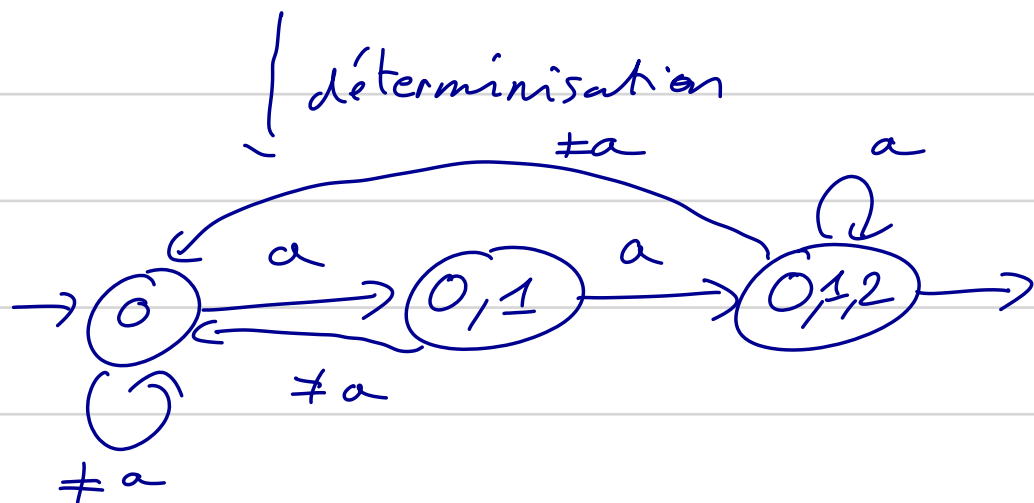 déterminisation
≠a a
a a
0 0,1 0,1,2
≠a
≠a